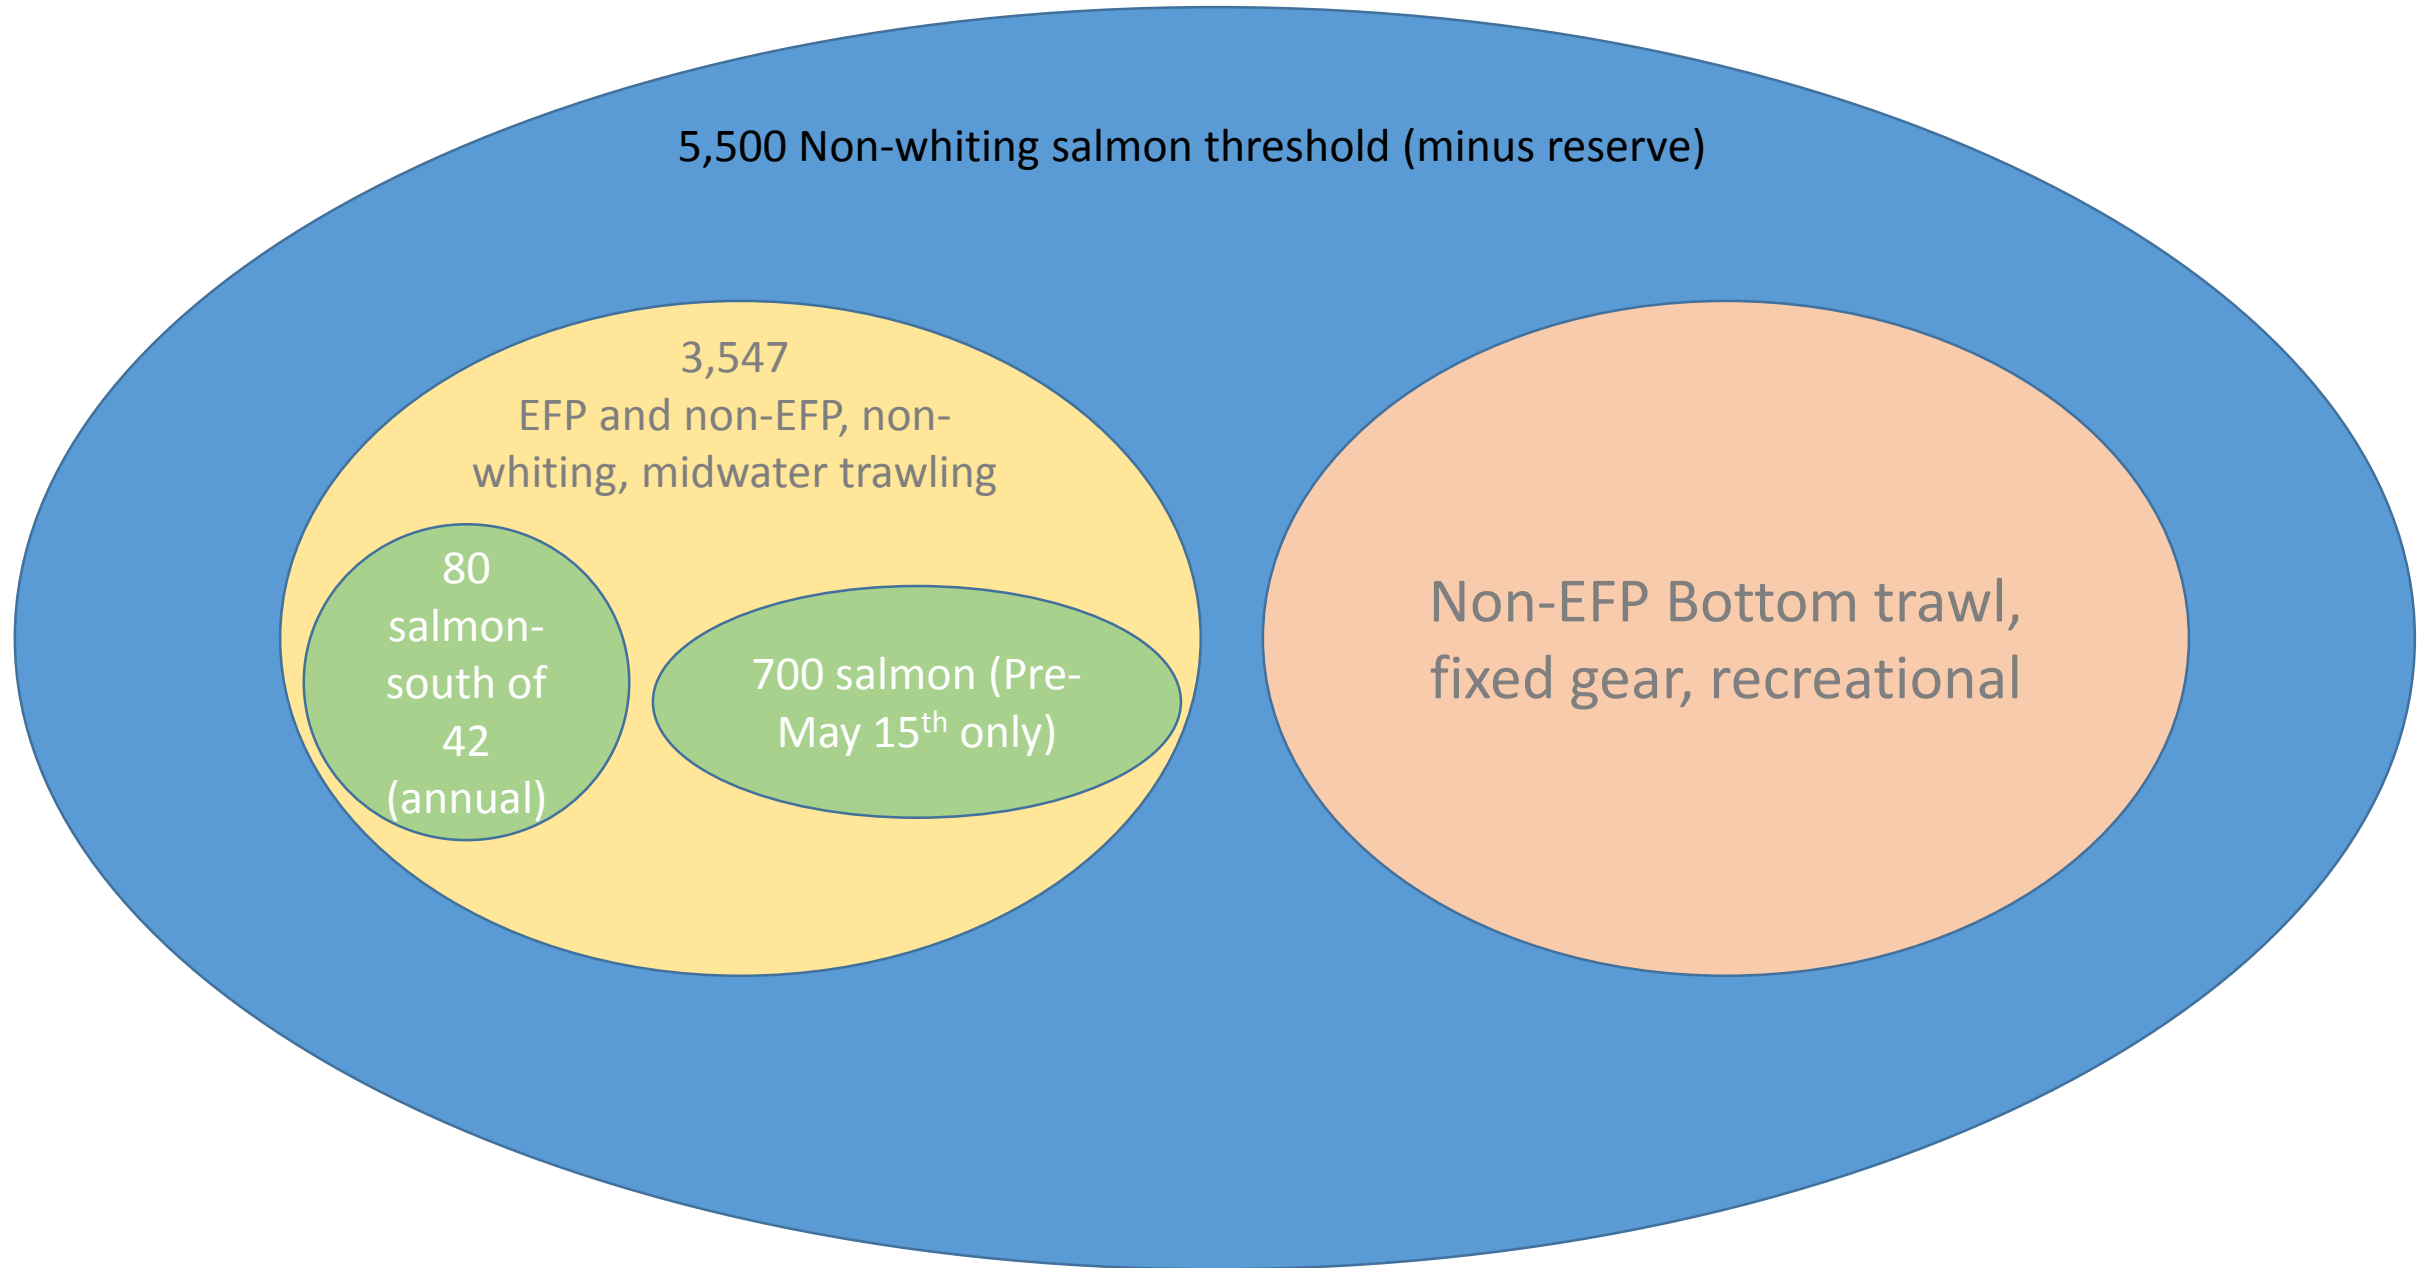 5,500 Non-whiting salmon threshold (minus reserve)
3,547
EFP and non-EFP, non-
whiting, midwater trawling
80
salmon-
south of
42
(annual)
700 salmon (Pre-
May 15th only)
Non-EFP Bottom trawl,
fixed gear, recreational